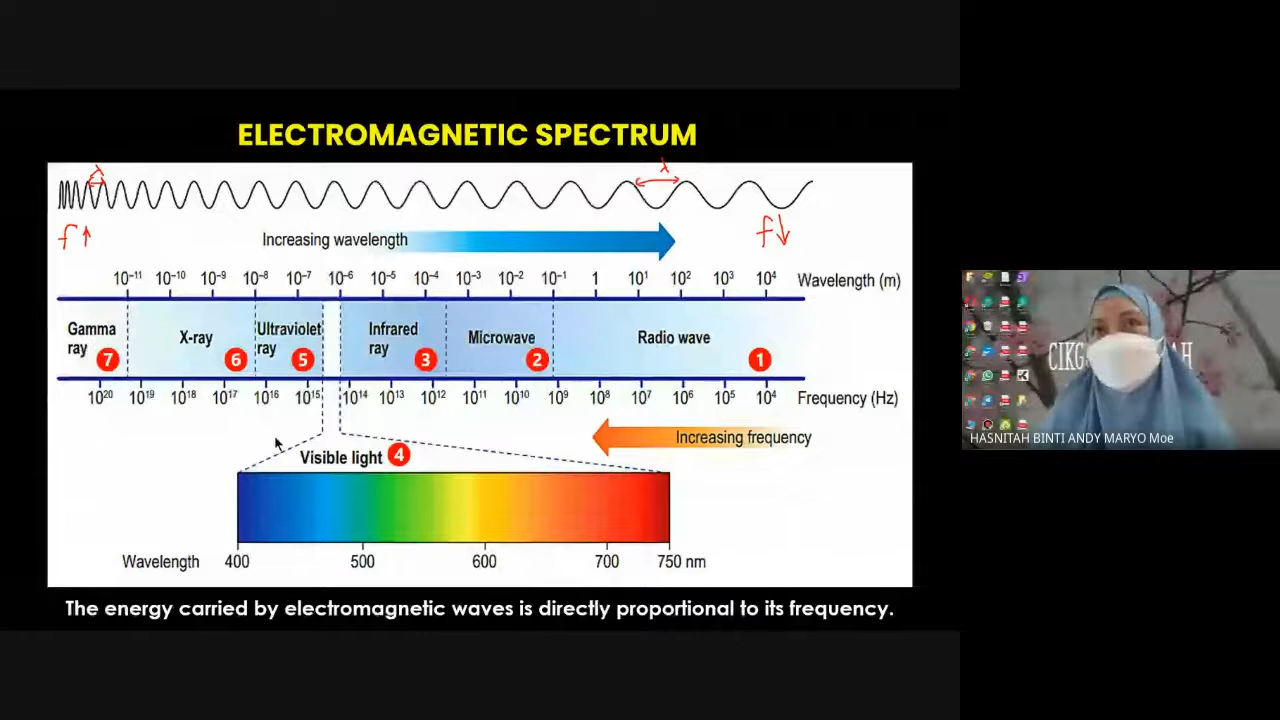 ELECTROMAGNETIC SPECTRUM
λ
λ
f↑
Increasing wavelength
f↓
10⁻¹¹ 10⁻¹⁰ 10⁻⁹ 10⁻⁸ 10⁻⁷ 10⁻⁶ 10⁻⁵ 10⁻⁴ 10⁻³ 10⁻² 10⁻¹ 1 10¹ 10² 10³ 10⁴ Wavelength (m)
Gamma
ray 7
X-ray 6
Ultraviolet
ray 5
Infrared
ray 3
Microwave 2
Radio wave 1
10²⁰ 10¹⁹ 10¹⁸ 10¹⁷ 10¹⁶ 10¹⁵ 10¹⁴ 10¹³ 10¹² 10¹¹ 10¹⁰ 10⁹ 10⁸ 10⁷ 10⁶ 10⁵ 10⁴ Frequency (Hz)
Increasing frequency
Visible light 4
Wavelength 400 500 600 700 750 nm
The energy carried by electromagnetic waves is directly proportional to its frequency.
HASNITAH BINTI ANDY MARYO Moe